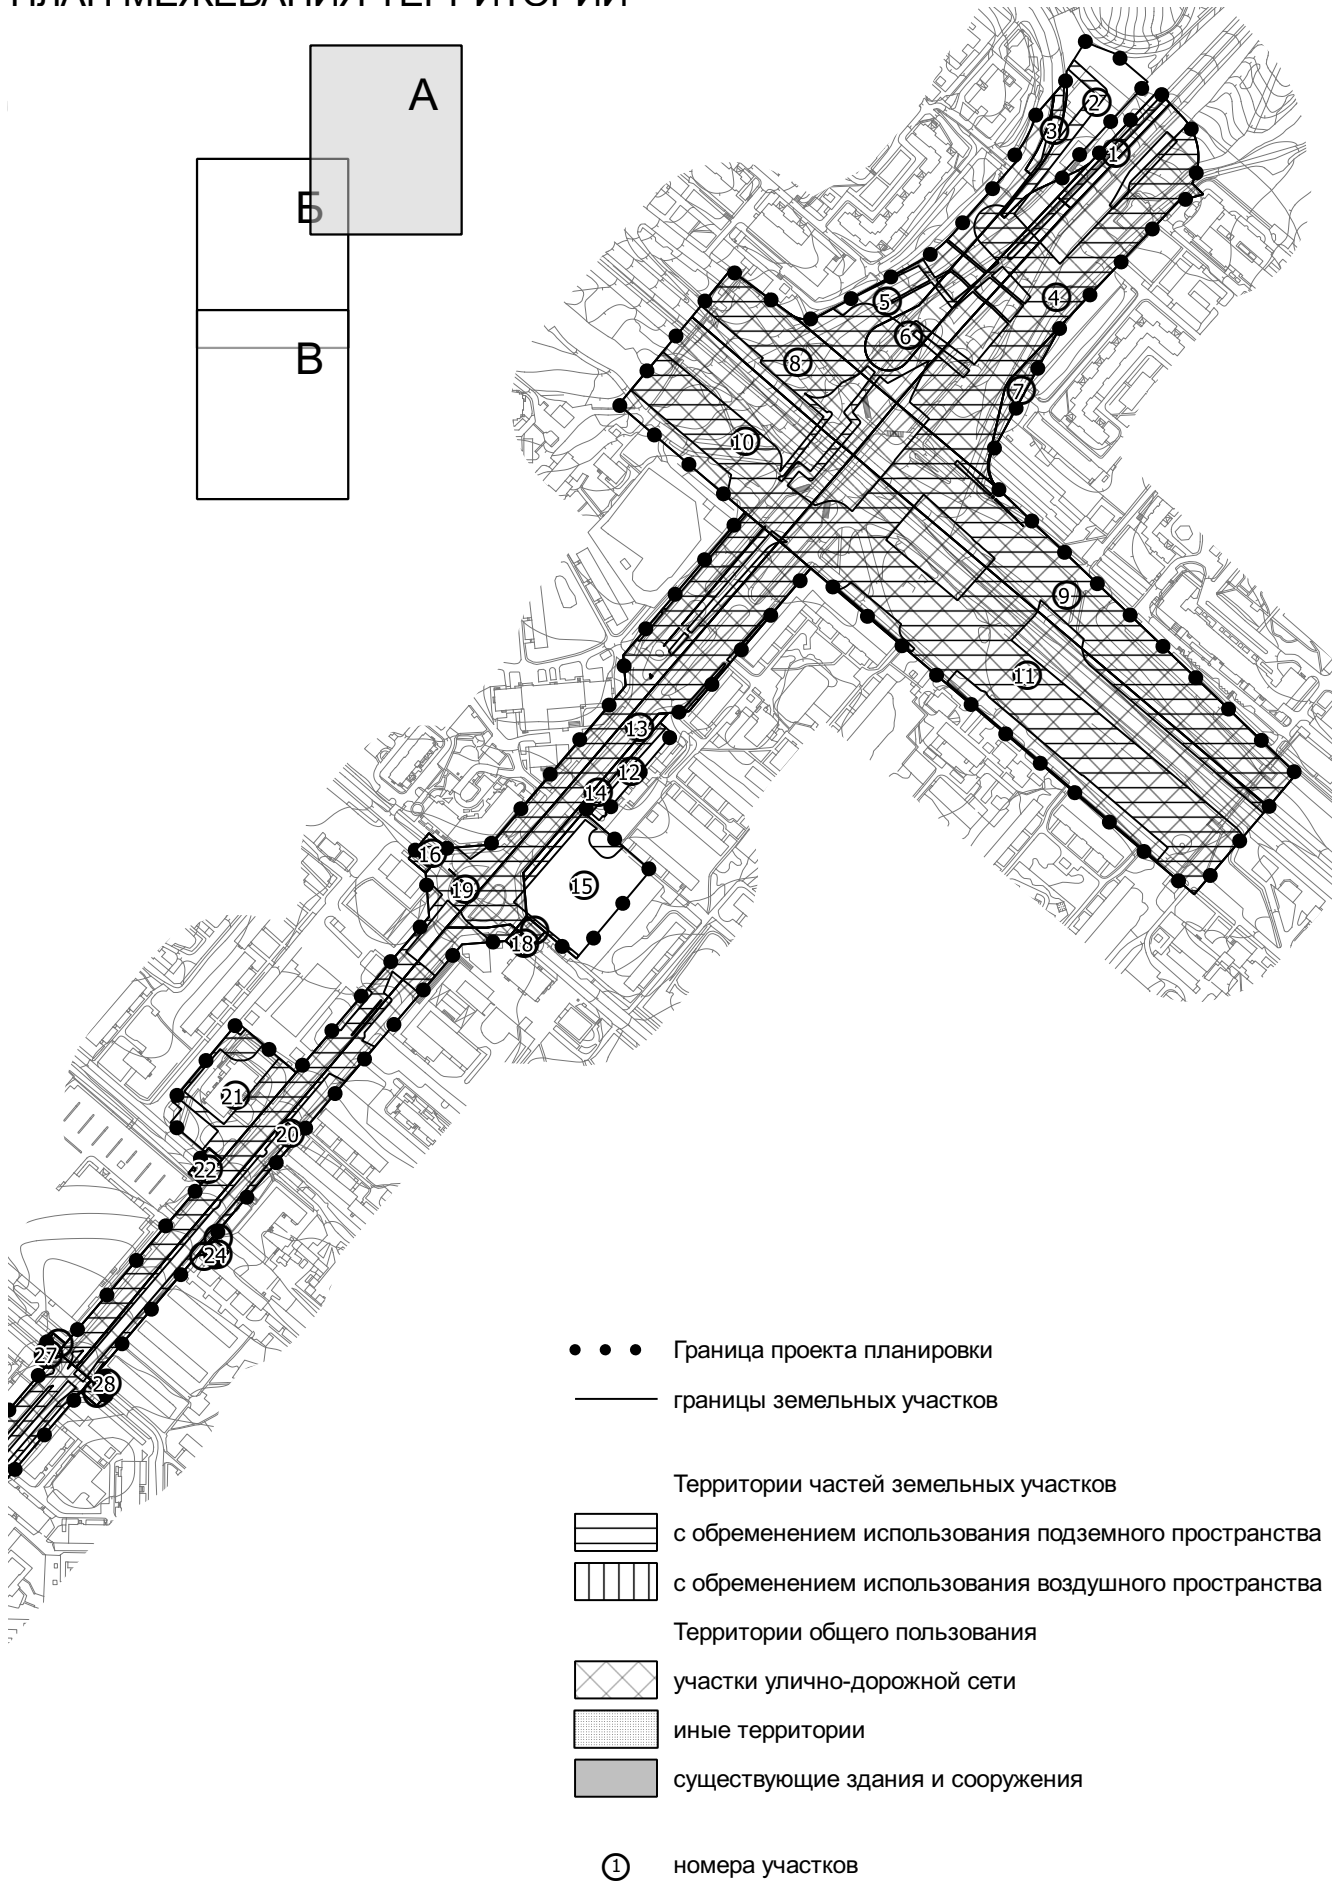 ПЛАН МЕЖЕВАНИЯ ТЕРРИТОРИИ
А
Б
В
2
3
1
4
5
6
7
8
10
9
11
13
12
14
16
15
19
18
21
20
22
24
27
28
Граница проекта планировки
границы земельных участков
Территории частей земельных участков
с обременением использования подземного пространства
с обременением использования воздушного пространства
Территории общего пользования
участки улично-дорожной сети
иные территории
существующие здания и сооружения
1 номера участков